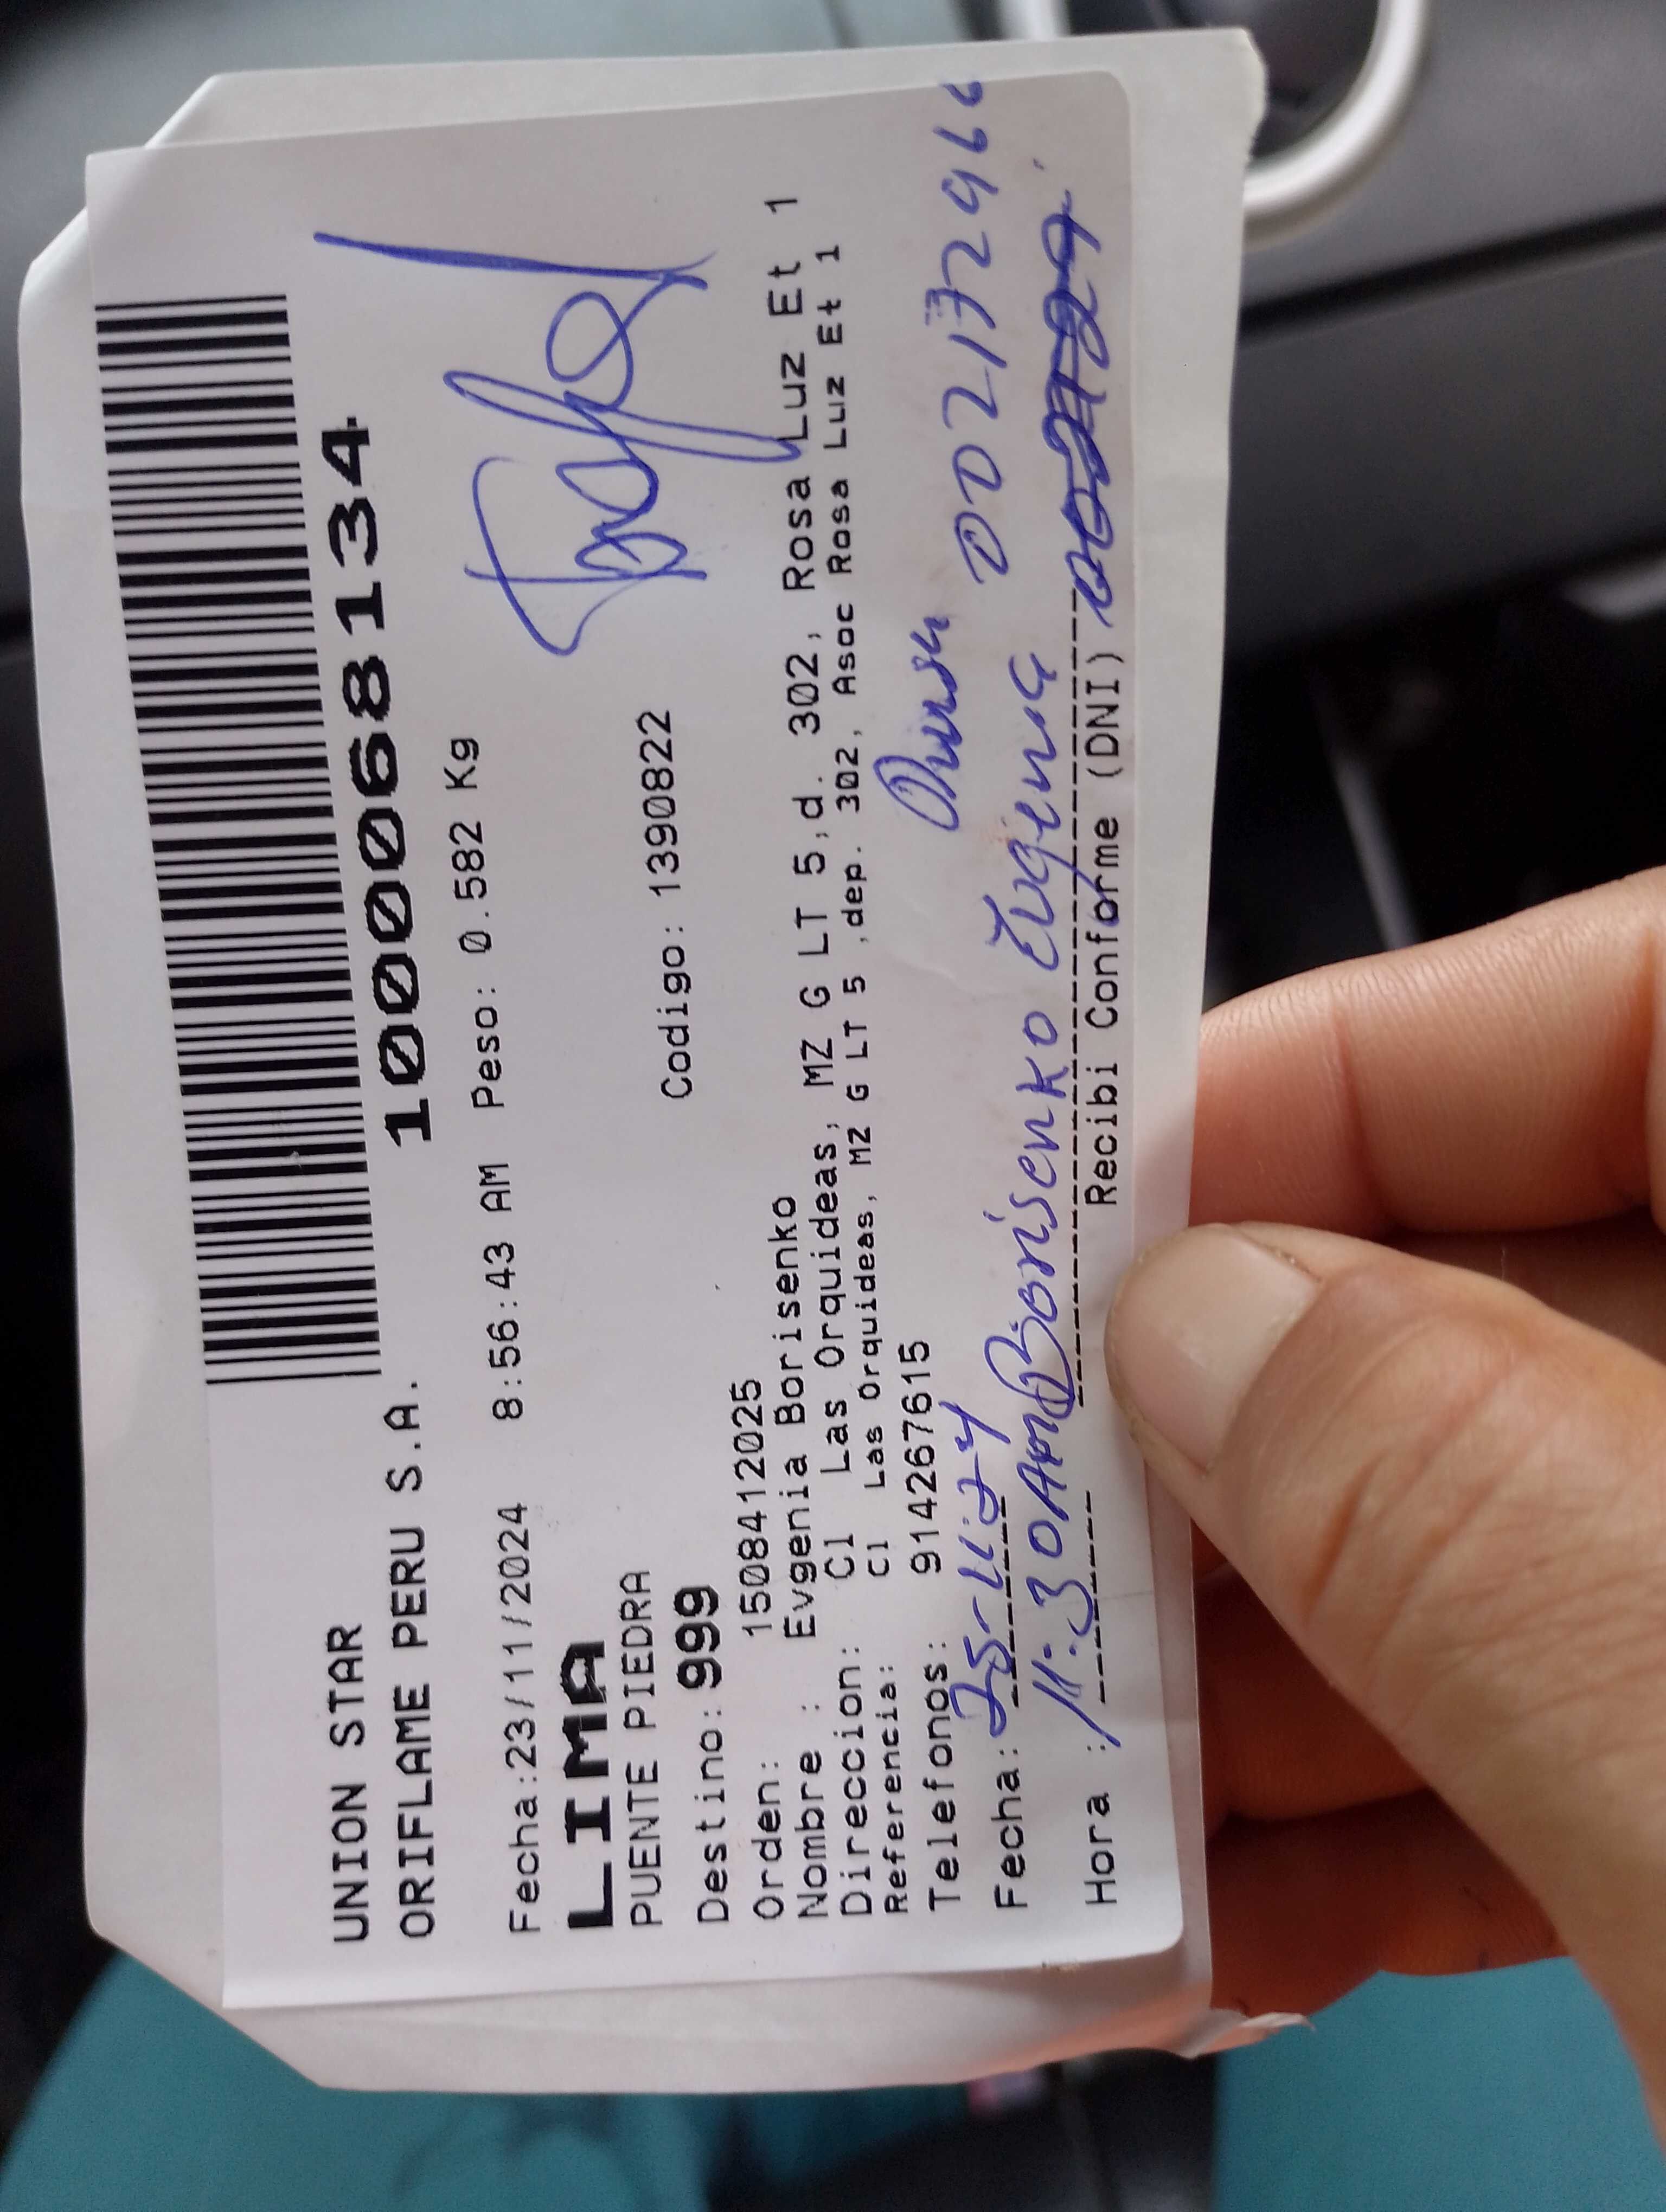 1000068134
UNION STAR
ORIFLAME PERU S.A.
Fecha:23/11/2024 8:56:43 AM Peso: 0.582 Kg
LIMA
PUENTE PIEDRA
Destino: 999 Codigo: 1390822
Orden: 1508412025
Nombre : Evgenia Borisenko
Direccion: Cl Las Orquideas, MZ G LT 5,d. 302, Rosa Luz Et 1
Referencia: Cl Las Orquideas, MZ G LT 5 ,dep. 302, Asoc Rosa Luz Et 1
Telefonos: 914267615
Fecha: 25-11-24 002172966
Hora : 11:30AM Borisenko Evgenia
Recibi Conforme (DNI)